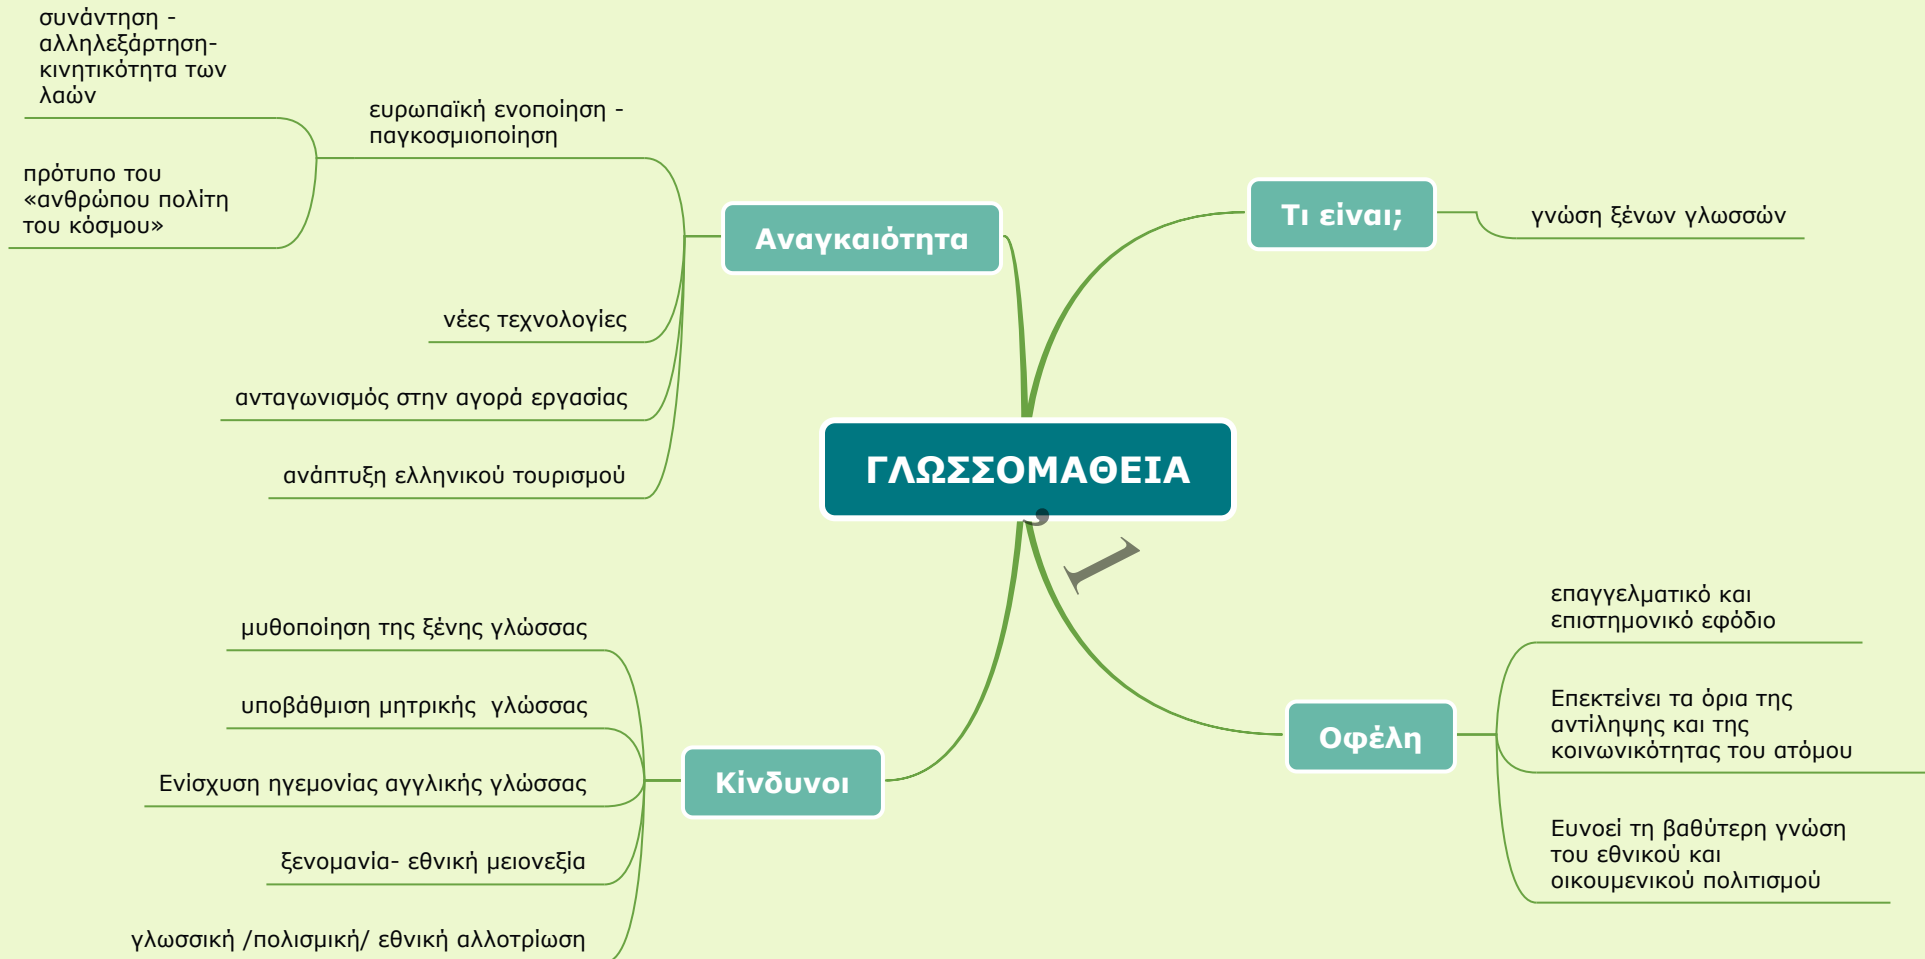 συνάντηση -
αλληλεξάρτηση-
κινητικότητα των
λαών
πρότυπο του
«ανθρώπου πολίτη
του κόσμου»
ευρωπαϊκή ενοποίηση -
παγκοσμιοποίηση
νέες τεχνολογίες
ανταγωνισμός στην αγορά εργασίας
ανάπτυξη ελληνικού τουρισμού
Αναγκαιότητα
Τι είναι;
γνώση ξένων γλωσσών
ΓΛΩΣΣΟΜΑΘΕΙΑ
μυθοποίηση της ξένης γλώσσας
υποβάθμιση μητρικής  γλώσσας
Ενίσχυση ηγεμονίας αγγλικής γλώσσας
ξενομανία- εθνική μειονεξία
γλωσσική /πολισμική/ εθνική αλλοτρίωση
Κίνδυνοι
Οφέλη
επαγγελματικό και
επιστημονικό εφόδιο
Επεκτείνει τα όρια της
αντίληψης και της
κοινωνικότητας του ατόμου
Ευνοεί τη βαθύτερη γνώση
του εθνικού και
οικουμενικού πολιτισμού